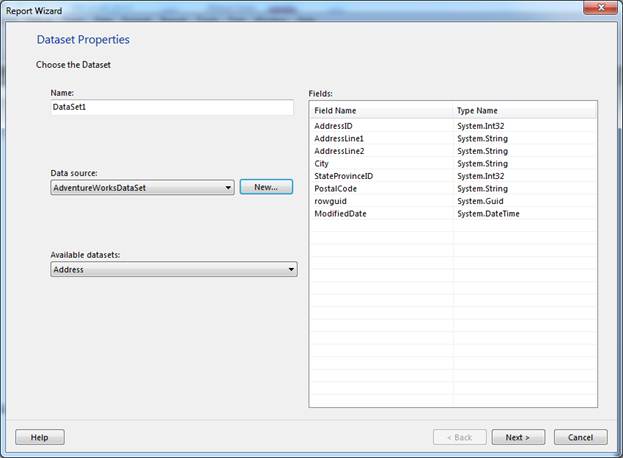 Report Wizard
Dataset Properties
Choose the Dataset
Name:
DataSet1
Data source:
AdventureWorksDataSet
New...
Available datasets:
Address
Fields:
Field Name Type Name
AddressID System.Int32
AddressLine1 System.String
AddressLine2 System.String
City System.String
StateProvinceID System.Int32
PostalCode System.String
rowguid System.Guid
ModifiedDate System.DateTime
Help < Back Next > Cancel